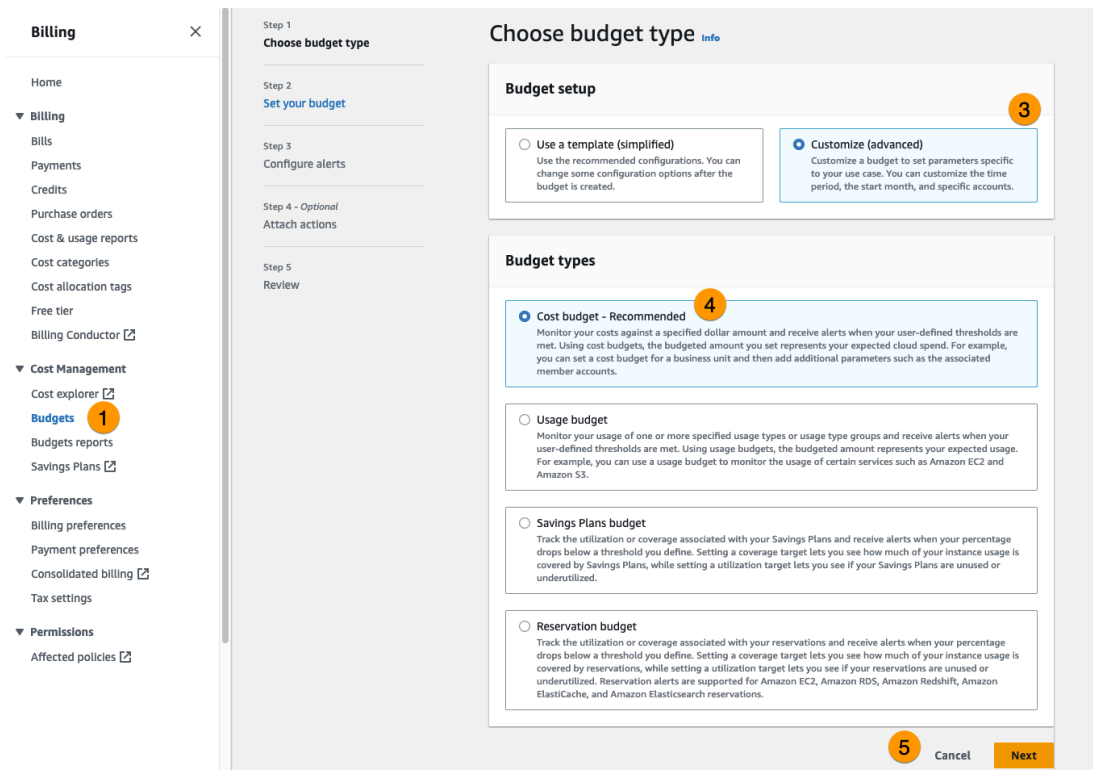 Billing
Home
Billing
Bills
Payments
Credits
Purchase orders
Cost & usage reports
Cost categories
Cost allocation tags
Free tier
Billing Conductor
Cost Management
Cost explorer
Budgets
1
Budgets reports
Savings Plans
Preferences
Billing preferences
Payment preferences
Consolidated billing
Tax settings
Permissions
Affected policies
Step 1
Choose budget type
Step 2
Set your budget
Step 3
Configure alerts
Step 4 - Optional
Attach actions
Step 5
Review
Choose budget type Info
Budget setup
3
Use a template (simplified)
Use the recommended configurations. You can
change some configuration options after the
budget is created.
Customize (advanced)
Customize a budget to set parameters specific
to your use case. You can customize the time
period, the start month, and specific accounts.
Budget types
4
Cost budget - Recommended
Monitor your costs against a specified dollar amount and receive alerts when your user-defined thresholds are
met. Using cost budgets, the budgeted amount you set represents your expected cloud spend. For example,
you can set a cost budget for a business unit and then add additional parameters such as the associated
member accounts.
Usage budget
Monitor your usage of one or more specified usage types or usage type groups and receive alerts when your
user-defined thresholds are met. Using usage budgets, the budgeted amount represents your expected usage.
For example, you can use a usage budget to monitor the usage of certain services such as Amazon EC2 and
Amazon S3.
Savings Plans budget
Track the utilization or coverage associated with your Savings Plans and receive alerts when your percentage
drops below a threshold you define. Setting a coverage target lets you see how much of your instance usage is
covered by Savings Plans, while setting a utilization target lets you see if your Savings Plans are unused or
underutilized.
Reservation budget
Track the utilization or coverage associated with your reservations and receive alerts when your percentage
drops below a threshold you define. Setting a coverage target lets you see how much of your instance usage is
covered by reservations, while setting a utilization target lets you see if your reservations are unused or
underutilized. Reservation alerts are supported for Amazon EC2, Amazon RDS, Amazon Redshift, Amazon
ElastiCache, and Amazon Elasticsearch reservations.
5
Cancel
Next